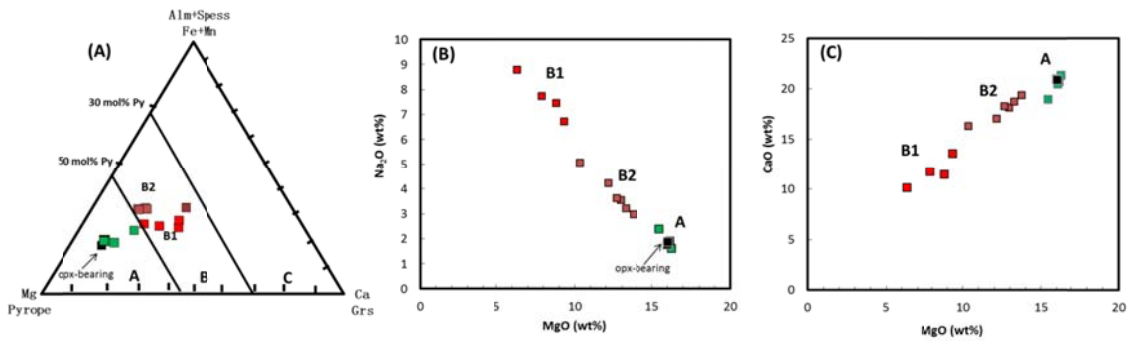 Alm+Spess
Fe+Mn
(A)
30 mol% Py
50 mol% Py
B2
B1
opx-bearing
A
B
C
Mg
Pyrope
Ca
Grs
(B)
10
9
8
7
6
5
4
3
2
1
0
Na2O (wt%)
B1
B2
A
opx-bearing
0
5
10
15
20
MgO (wt%)
(C)
25
20
15
10
5
0
CaO (wt%)
A
B2
B1
0
5
10
15
20
MgO (wt%)